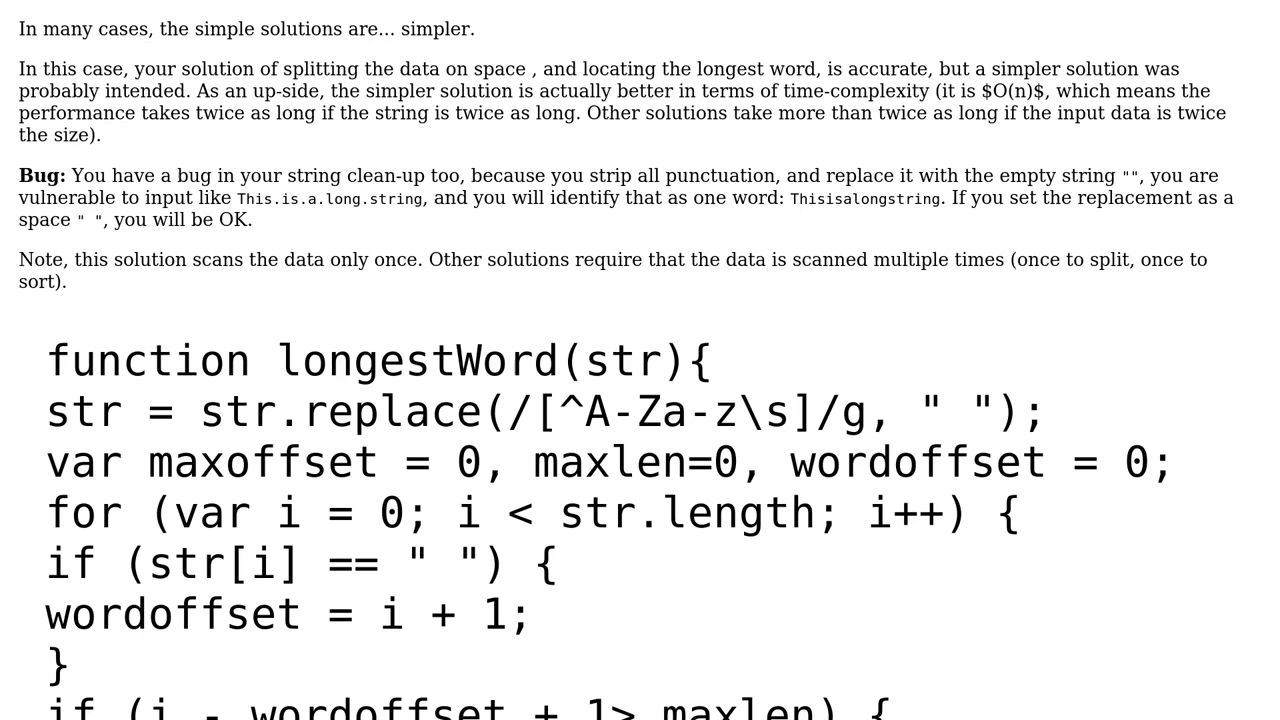 In many cases, the simple solutions are... simpler.
In this case, your solution of splitting the data on space , and locating the longest word, is accurate, but a simpler solution was
probably intended. As an up-side, the simpler solution is actually better in terms of time-complexity (it is $O(n)$, which means the
performance takes twice as long if the string is twice as long. Other solutions take more than twice as long if the input data is twice
the size).
Bug: You have a bug in your string clean-up too, because you strip all punctuation, and replace it with the empty string "", you are
vulnerable to input like This.is.a.long.string, and you will identify that as one word: Thisisalongstring. If you set the replacement as a
space " ", you will be OK.
Note, this solution scans the data only once. Other solutions require that the data is scanned multiple times (once to split, once to
sort).
function longestWord(str){
str = str.replace(/[^A-Za-z\s]/g, " ");
var maxoffset = 0, maxlen=0, wordoffset = 0;
for (var i = 0; i < str.length; i++) {
if (str[i] == " ") {
wordoffset = i + 1;
}
if (i - wordoffset + 1> maxlen) {